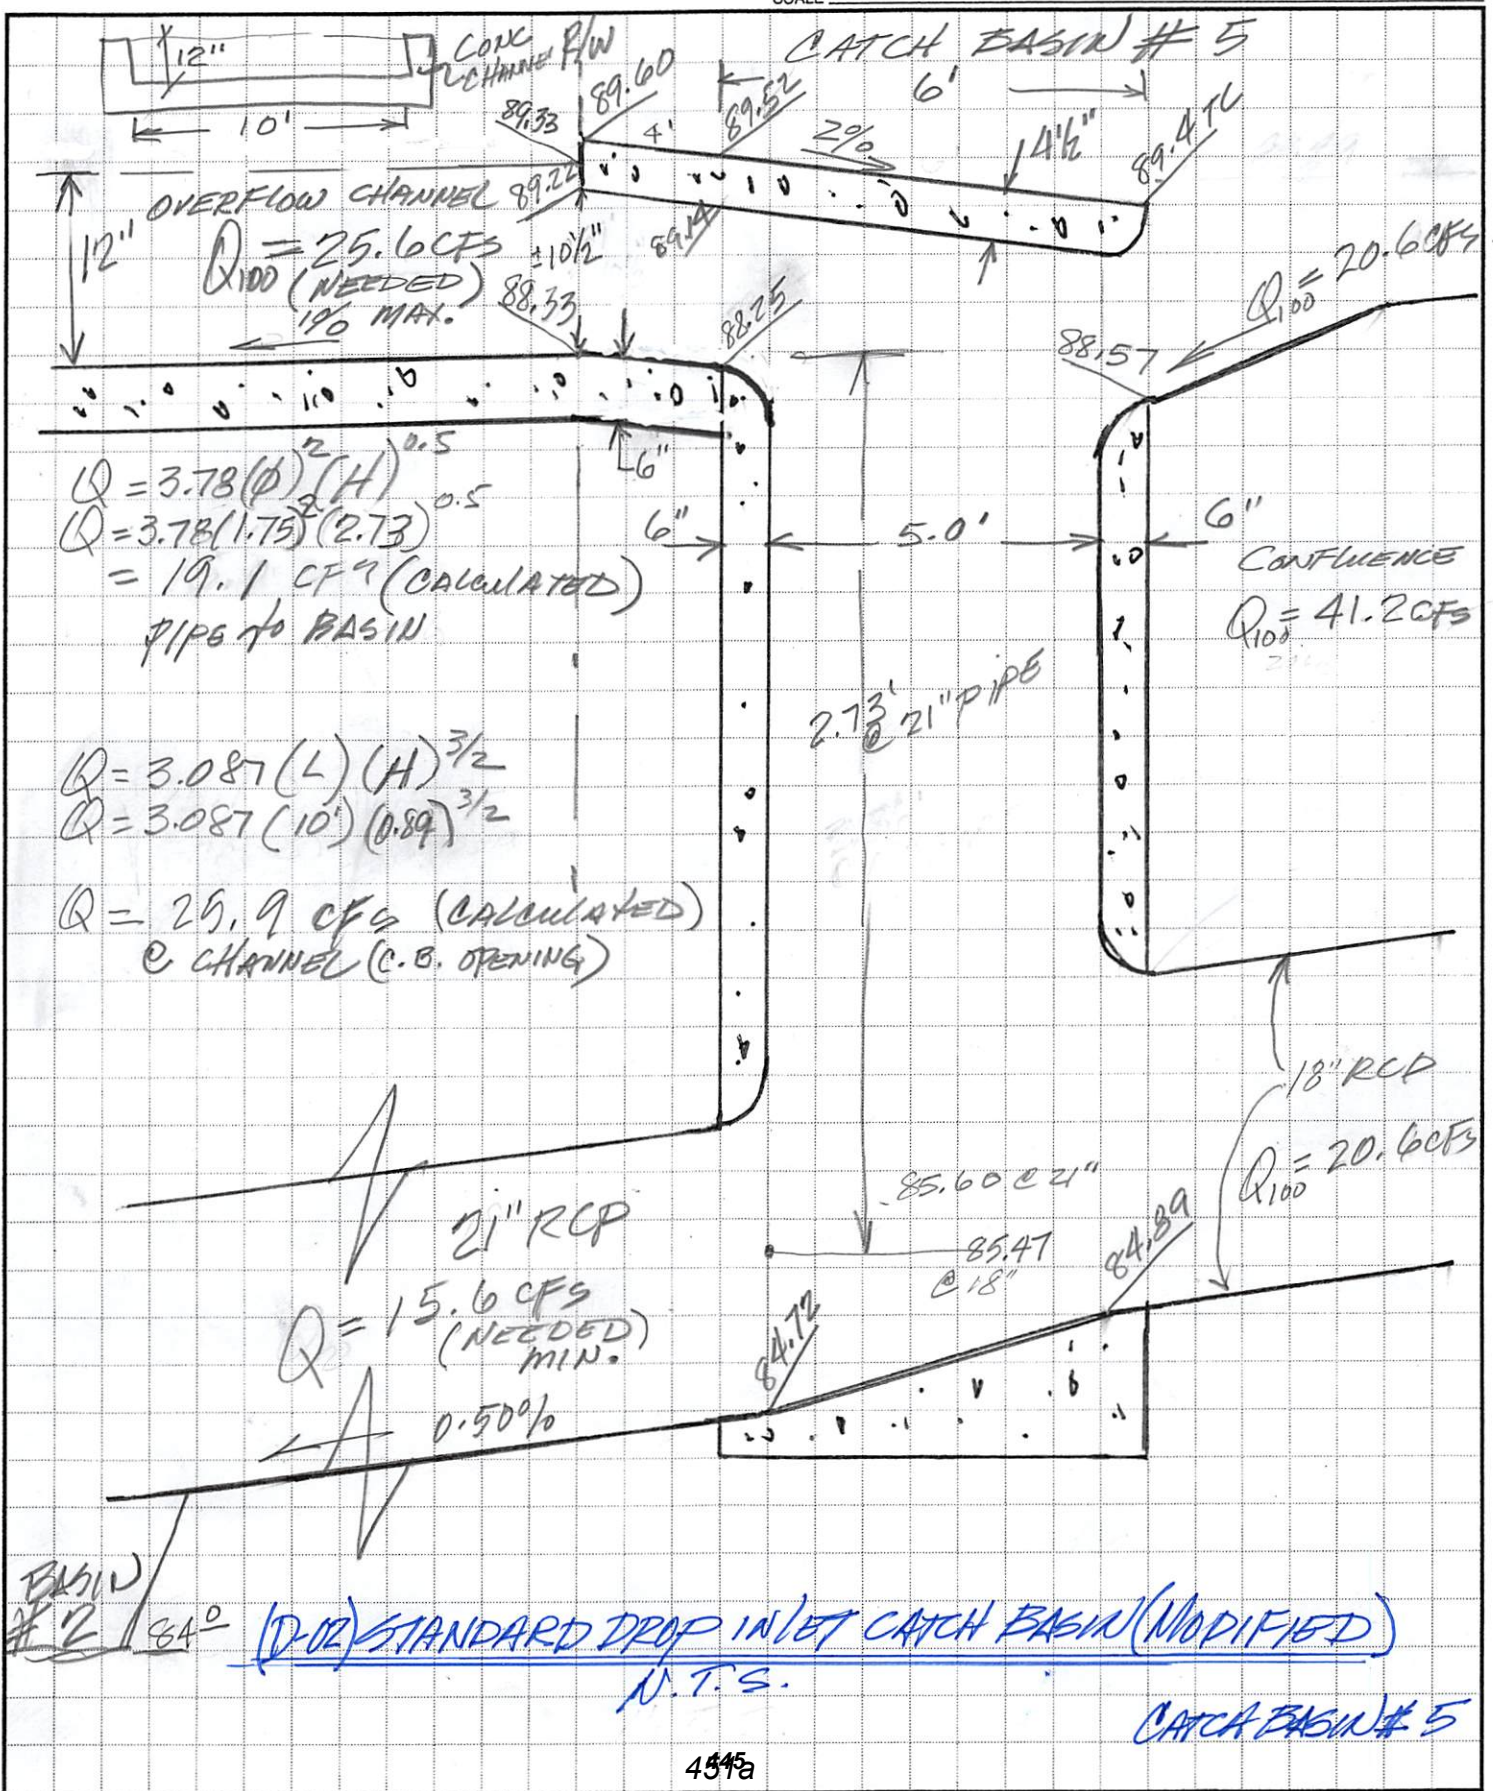 SCALE
CATCH BASIN # 5
12"
CONC
CHANNEL
R/W
10'
6'
89.33
89.60
4'
89.52
2%
4½"
89.4 TC
OVERFLOW CHANNEL
89.22
89.14
12"
Q100 = 25.6 CFS
(NEEDED)
1% MAX.
±10½"
88.33
88.25
Q100 = 20.6 CFS
88.57
6"
Q = 3.78(ϕ)²(H)^0.5
Q = 3.78(1.75)²(2.73)^0.5
= 19.1 CFS (CALCULATED)
PIPE to BASIN
6"
5.0'
6"
CONFLUENCE
Q100 = 41.2 CFS
2.73'
@ 21" PIPE
Q = 3.087 (L) (H)^3/2
Q = 3.087 (10') (0.89)^3/2
Q = 25.9 CFS (CALCULATED)
@ CHANNEL (C.B. OPENING)
18" RCP
Q100 = 20.6 CFS
85.60 @ 21"
85.47
@ 18"
84.89
84.72
21" RCP
Q = 15.6 CFS
(NEEDED)
MIN.
0.50%
BASIN
# 2
84.0
(D-02) STANDARD DROP INLET CATCH BASIN (MODIFIED)
N.T.S.
CATCH BASIN # 5